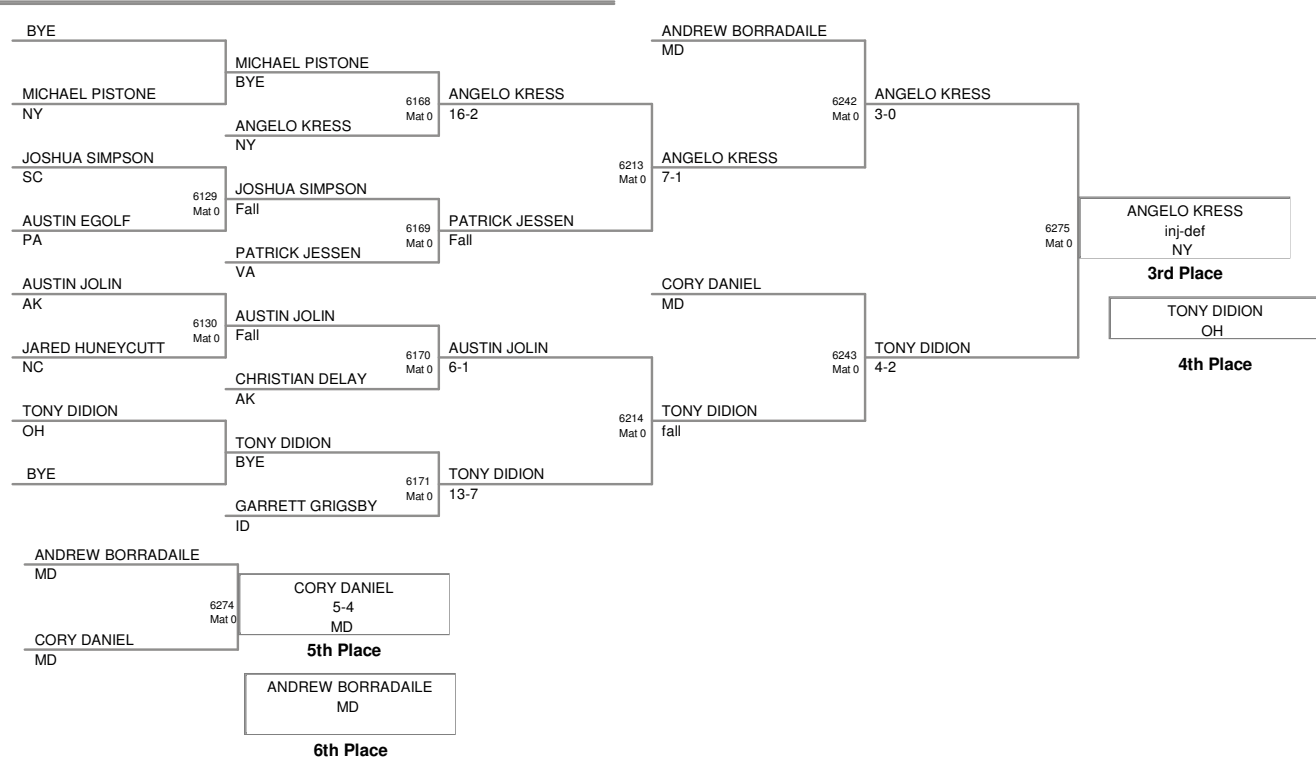 BYE
MICHAEL PISTONE
NY
JOSHUA SIMPSON
SC
6129
Mat 0
AUSTIN EGOLF
PA
AUSTIN JOLIN
AK
6130
Mat 0
JARED HUNEYCUTT
NC
TONY DIDION
OH
BYE
MICHAEL PISTONE
BYE
6168
Mat 0
ANGELO KRESS
NY
JOSHUA SIMPSON
Fall
6169
Mat 0
PATRICK JESSEN
VA
AUSTIN JOLIN
Fall
6170
Mat 0
CHRISTIAN DELAY
AK
TONY DIDION
BYE
6171
Mat 0
GARRETT GRIGSBY
ID
ANGELO KRESS
16-2
6213
Mat 0
PATRICK JESSEN
Fall
AUSTIN JOLIN
6-1
6214
Mat 0
TONY DIDION
13-7
ANDREW BORRADAILE
MD
6242
Mat 0
ANGELO KRESS
7-1
CORY DANIEL
MD
6243
Mat 0
TONY DIDION
fall
ANGELO KRESS
3-0
6275
Mat 0
TONY DIDION
4-2
ANGELO KRESS
inj-def
NY
3rd Place
TONY DIDION
OH
4th Place
ANDREW BORRADAILE
MD
6274
Mat 0
CORY DANIEL
MD
CORY DANIEL
5-4
MD
5th Place
ANDREW BORRADAILE
MD
6th Place